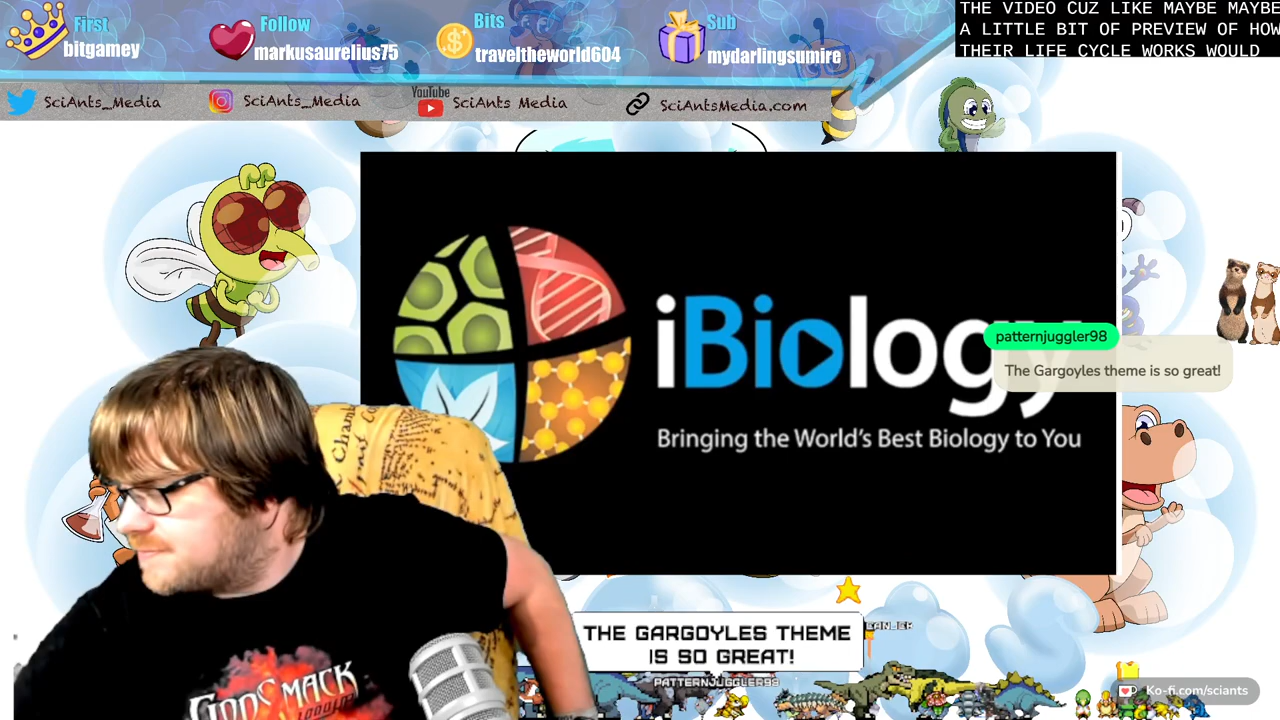 First
bitgamey
Follow
markusaurelius75
Bits
traveltheworld604
Sub
mydarlingsumire
THE VIDEO CUZ LIKE MAYBE MAYBE
A LITTLE BIT OF PREVIEW OF HOW
THEIR LIFE CYCLE WORKS WOULD
SciAnts_Media
SciAnts_Media
YouTube
SciAnts Media
SciAntsMedia.com
iBiology
Bringing the World's Best Biology to You
patternjuggler98
The Gargoyles theme is so great!
THE GARGOYLES THEME
IS SO GREAT!
PATTERNJUGGLER98
GODSMACK
Ko-fi.com/sciants